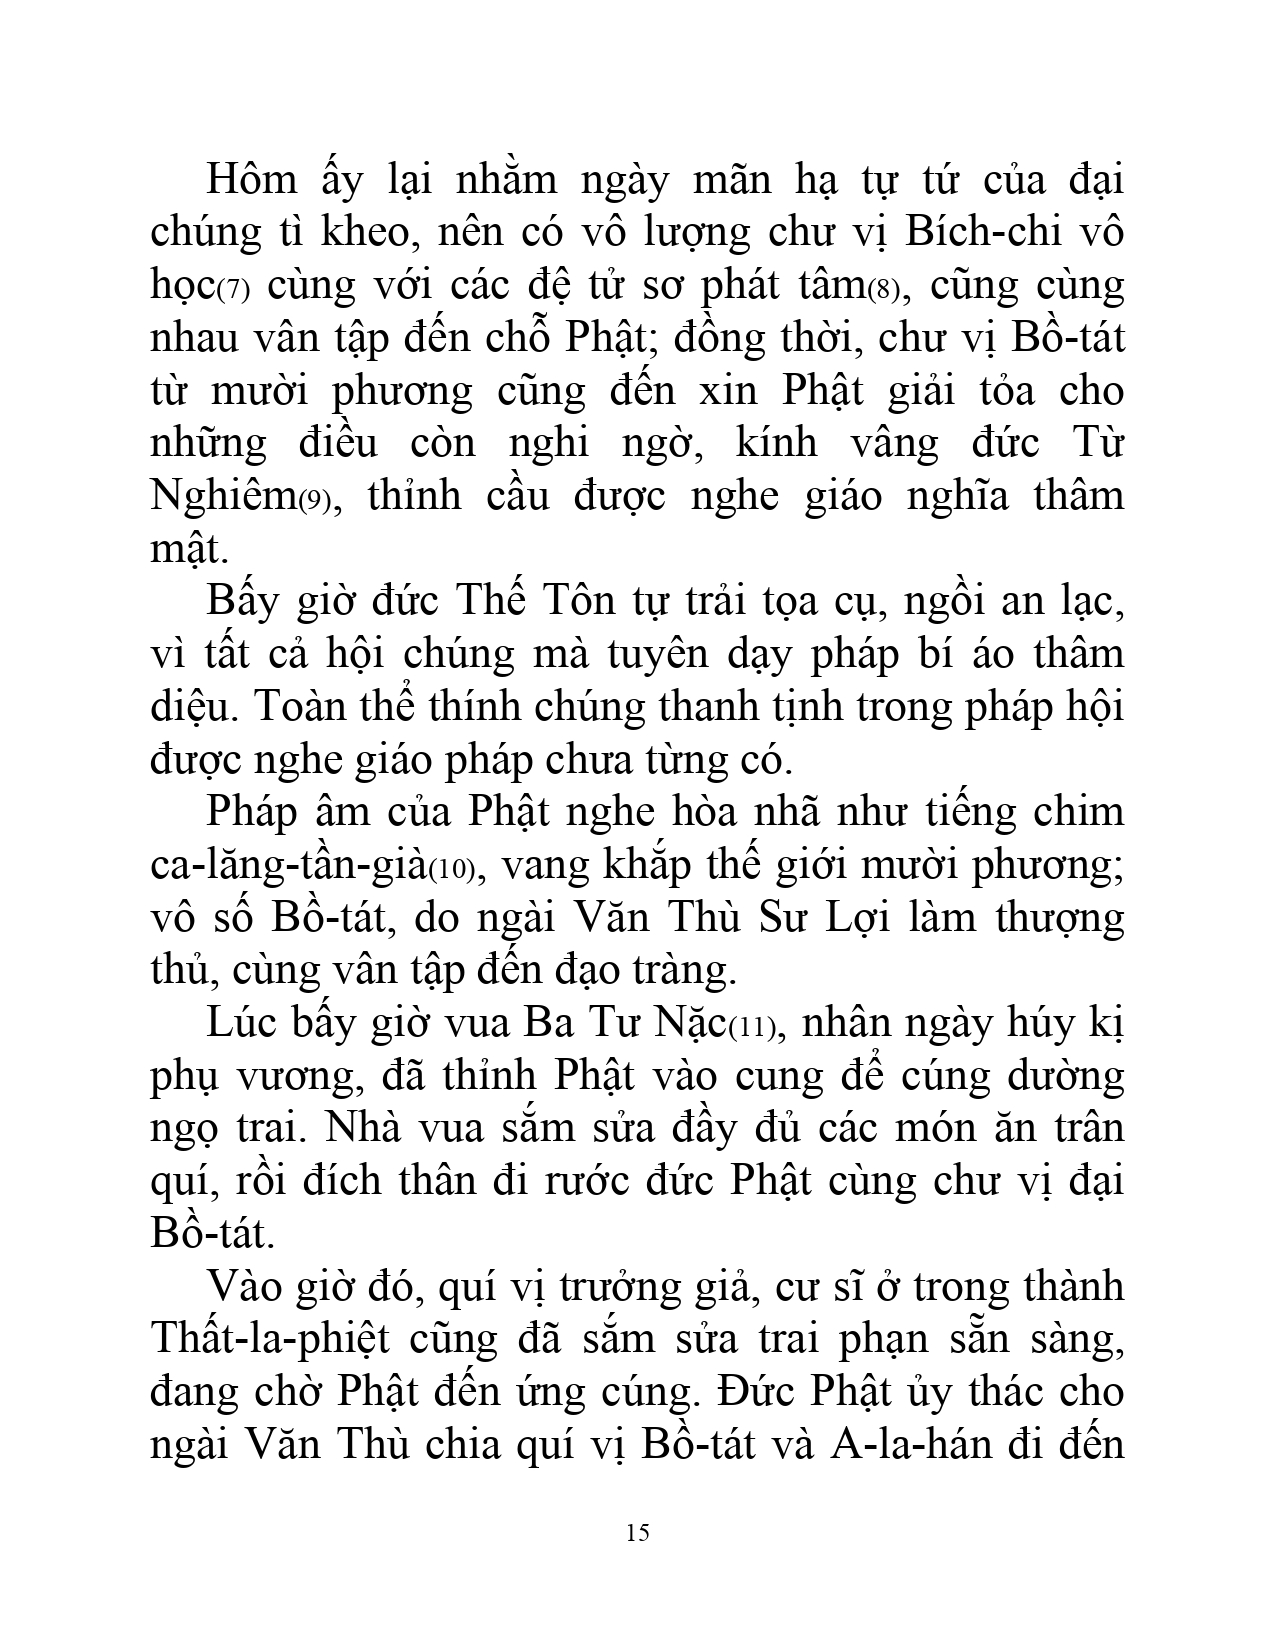 Hôm ấy lại nhằm ngày mãn hạ tự tứ của đại
chúng tì kheo, nên có vô lượng chư vị Bích-chi vô
học(7) cùng với các đệ tử sơ phát tâm(8), cũng cùng
nhau vân tập đến chỗ Phật; đồng thời, chư vị Bồ-tát
từ mười phương cũng đến xin Phật giải tỏa cho
những điều còn nghi ngờ, kính vâng đức Từ
Nghiêm(9), thỉnh cầu được nghe giáo nghĩa thâm
mật.
Bấy giờ đức Thế Tôn tự trải tọa cụ, ngồi an lạc,
vì tất cả hội chúng mà tuyên dạy pháp bí áo thâm
diệu. Toàn thể thính chúng thanh tịnh trong pháp hội
được nghe giáo pháp chưa từng có.
Pháp âm của Phật nghe hòa nhã như tiếng chim
ca-lăng-tần-già(10), vang khắp thế giới mười phương;
vô số Bồ-tát, do ngài Văn Thù Sư Lợi làm thượng
thủ, cùng vân tập đến đạo tràng.
Lúc bấy giờ vua Ba Tư Nặc(11), nhân ngày húy kị
phụ vương, đã thỉnh Phật vào cung để cúng dường
ngọ trai. Nhà vua sắm sửa đầy đủ các món ăn trân
quí, rồi đích thân đi rước đức Phật cùng chư vị đại
Bồ-tát.
Vào giờ đó, quí vị trưởng giả, cư sĩ ở trong thành
Thất-la-phiệt cũng đã sắm sửa trai phạn sẵn sàng,
đang chờ Phật đến ứng cúng. Đức Phật ủy thác cho
ngài Văn Thù chia quí vị Bồ-tát và A-la-hán đi đến
15